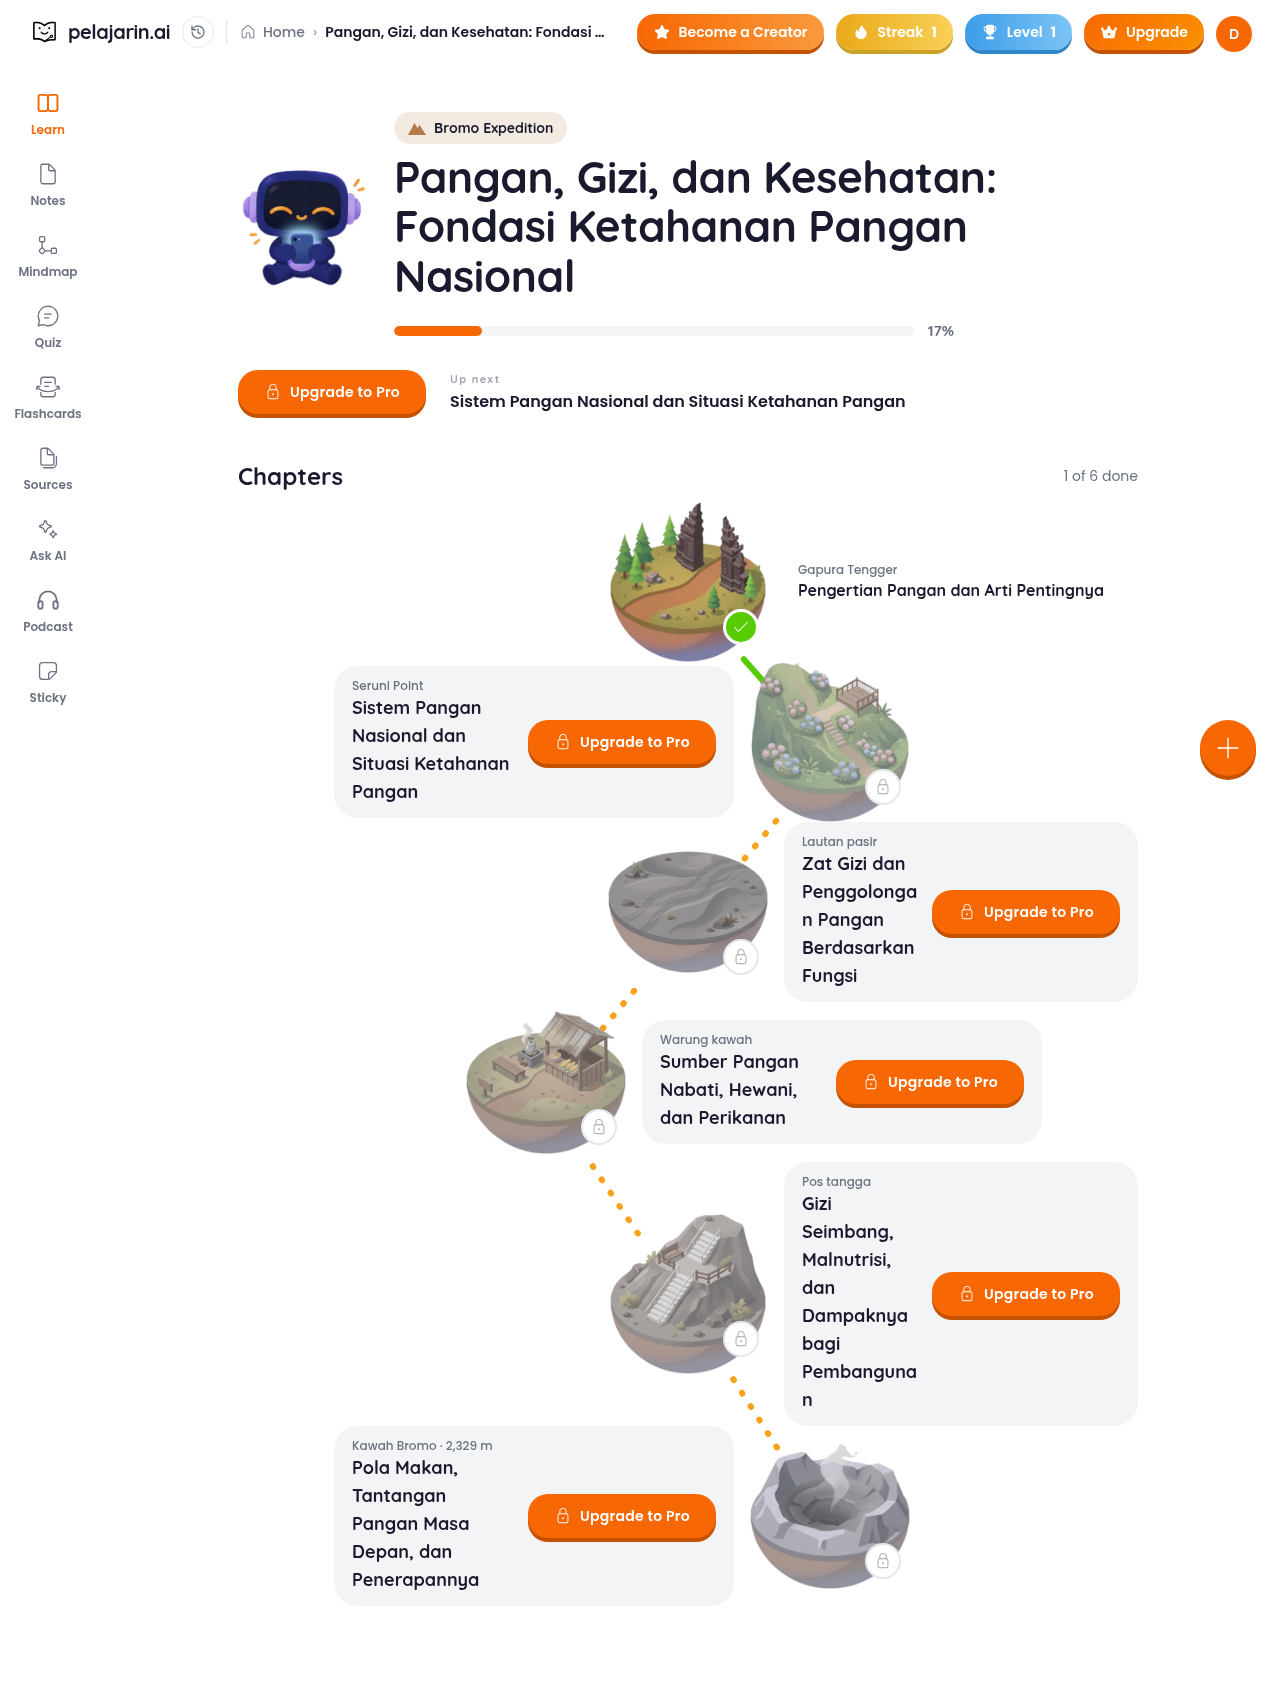 pelajarin.ai
Home › Pangan, Gizi, dan Kesehatan: Fondasi ...
Become a Creator
Streak 1
Level 1
Upgrade
D
Learn
Notes
Mindmap
Quiz
Flashcards
Sources
Ask AI
Podcast
Sticky
Bromo Expedition
Pangan, Gizi, dan Kesehatan:
Fondasi Ketahanan Pangan
Nasional
17%
Upgrade to Pro
Up next
Sistem Pangan Nasional dan Situasi Ketahanan Pangan
Chapters
1 of 6 done
Gapura Tengger
Pengertian Pangan dan Arti Pentingnya
Seruni Point
Sistem Pangan
Nasional dan
Situasi Ketahanan
Pangan
Upgrade to Pro
Lautan pasir
Zat Gizi dan
Penggolonga
n Pangan
Berdasarkan
Fungsi
Upgrade to Pro
Warung kawah
Sumber Pangan
Nabati, Hewani,
dan Perikanan
Upgrade to Pro
Pos tangga
Gizi
Seimbang,
Malnutrisi,
dan
Dampaknya
bagi
Pembanguna
n
Upgrade to Pro
Kawah Bromo · 2,329 m
Pola Makan,
Tantangan
Pangan Masa
Depan, dan
Penerapannya
Upgrade to Pro